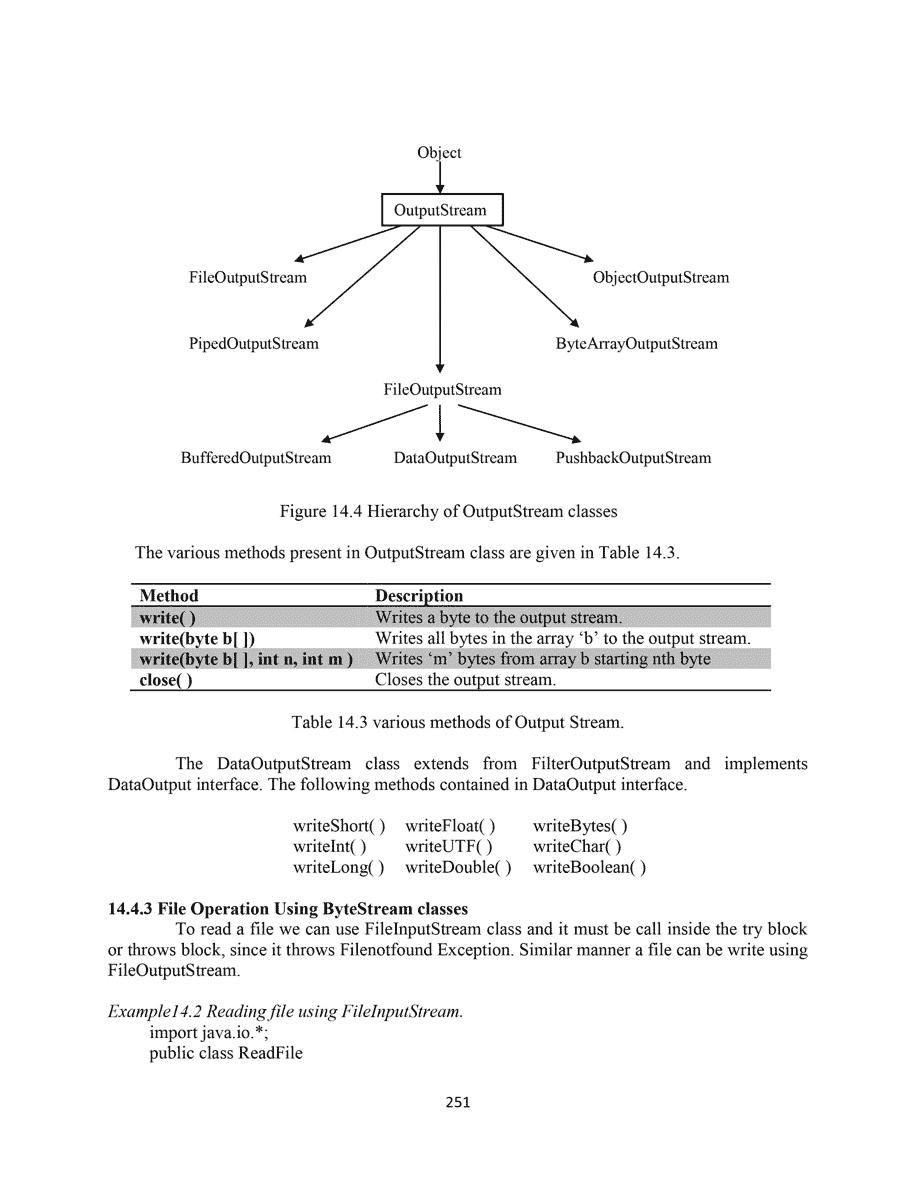 Object
OutputStream
FileOutputStream ObjectOutputStream
PipedOutputStream ByteArrayOutputStream
FileOutputStream
BufferedOutputStream DataOutputStream PushbackOutputStream
Figure 14.4 Hierarchy of OutputStream classes
The various methods present in OutputStream class are given in Table 14.3.
Method Description
write( ) Writes a byte to the output stream.
write(byte b[ ]) Writes all bytes in the array ‘b’ to the output stream.
write(byte b[ ], int n, int m ) Writes ‘m’ bytes from array b starting nth byte
close( ) Closes the output stream.
Table 14.3 various methods of Output Stream.
The DataOutputStream class extends from FilterOutputStream and implements
DataOutput interface. The following methods contained in DataOutput interface.
writeShort( ) writeFloat( ) writeBytes( )
writeInt( ) writeUTF( ) writeChar( )
writeLong( ) writeDouble( ) writeBoolean( )
14.4.3 File Operation Using ByteStream classes
To read a file we can use FileInputStream class and it must be call inside the try block
or throws block, since it throws Filenotfound Exception. Similar manner a file can be write using
FileOutputStream.
Example14.2 Reading file using FileInputStream.
import java.io.*;
public class ReadFile
251